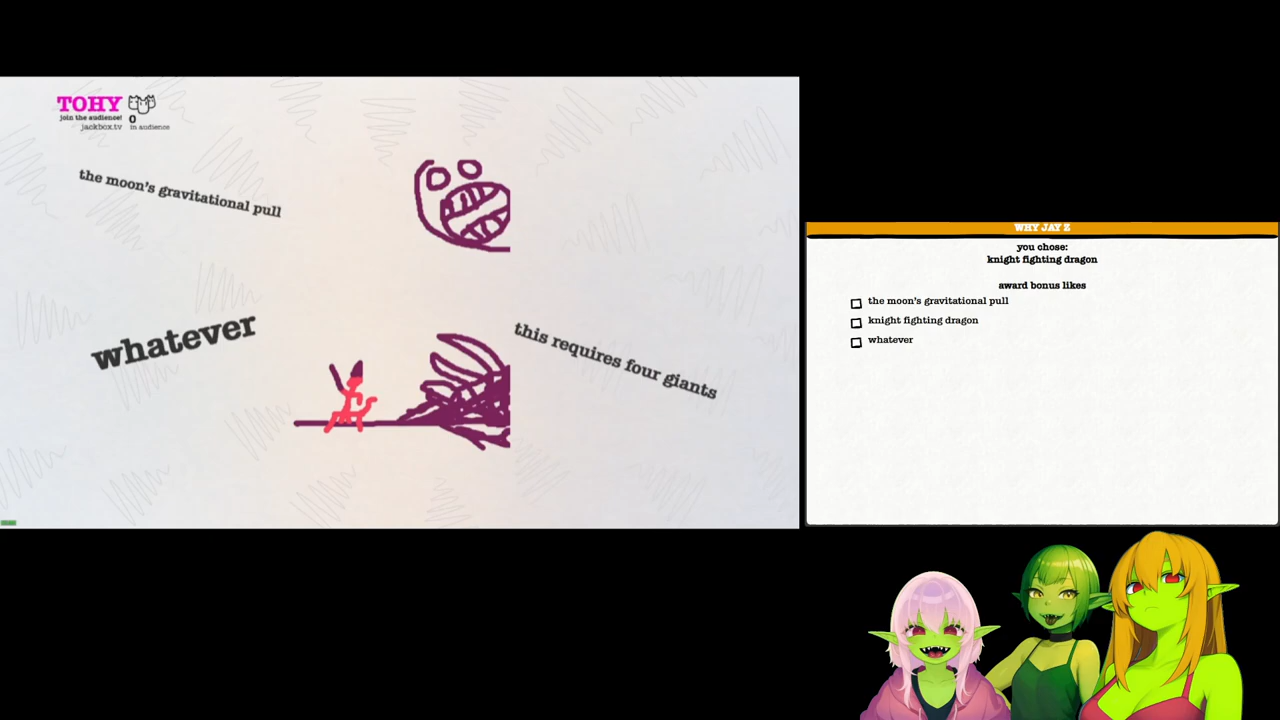 TOHY
join the audience!
jackbox.tv
0
in audience
the moon's gravitational pull
whatever
this requires four giants
WHY JAY Z
you chose:
knight fighting dragon
award bonus likes
the moon's gravitational pull
knight fighting dragon
whatever